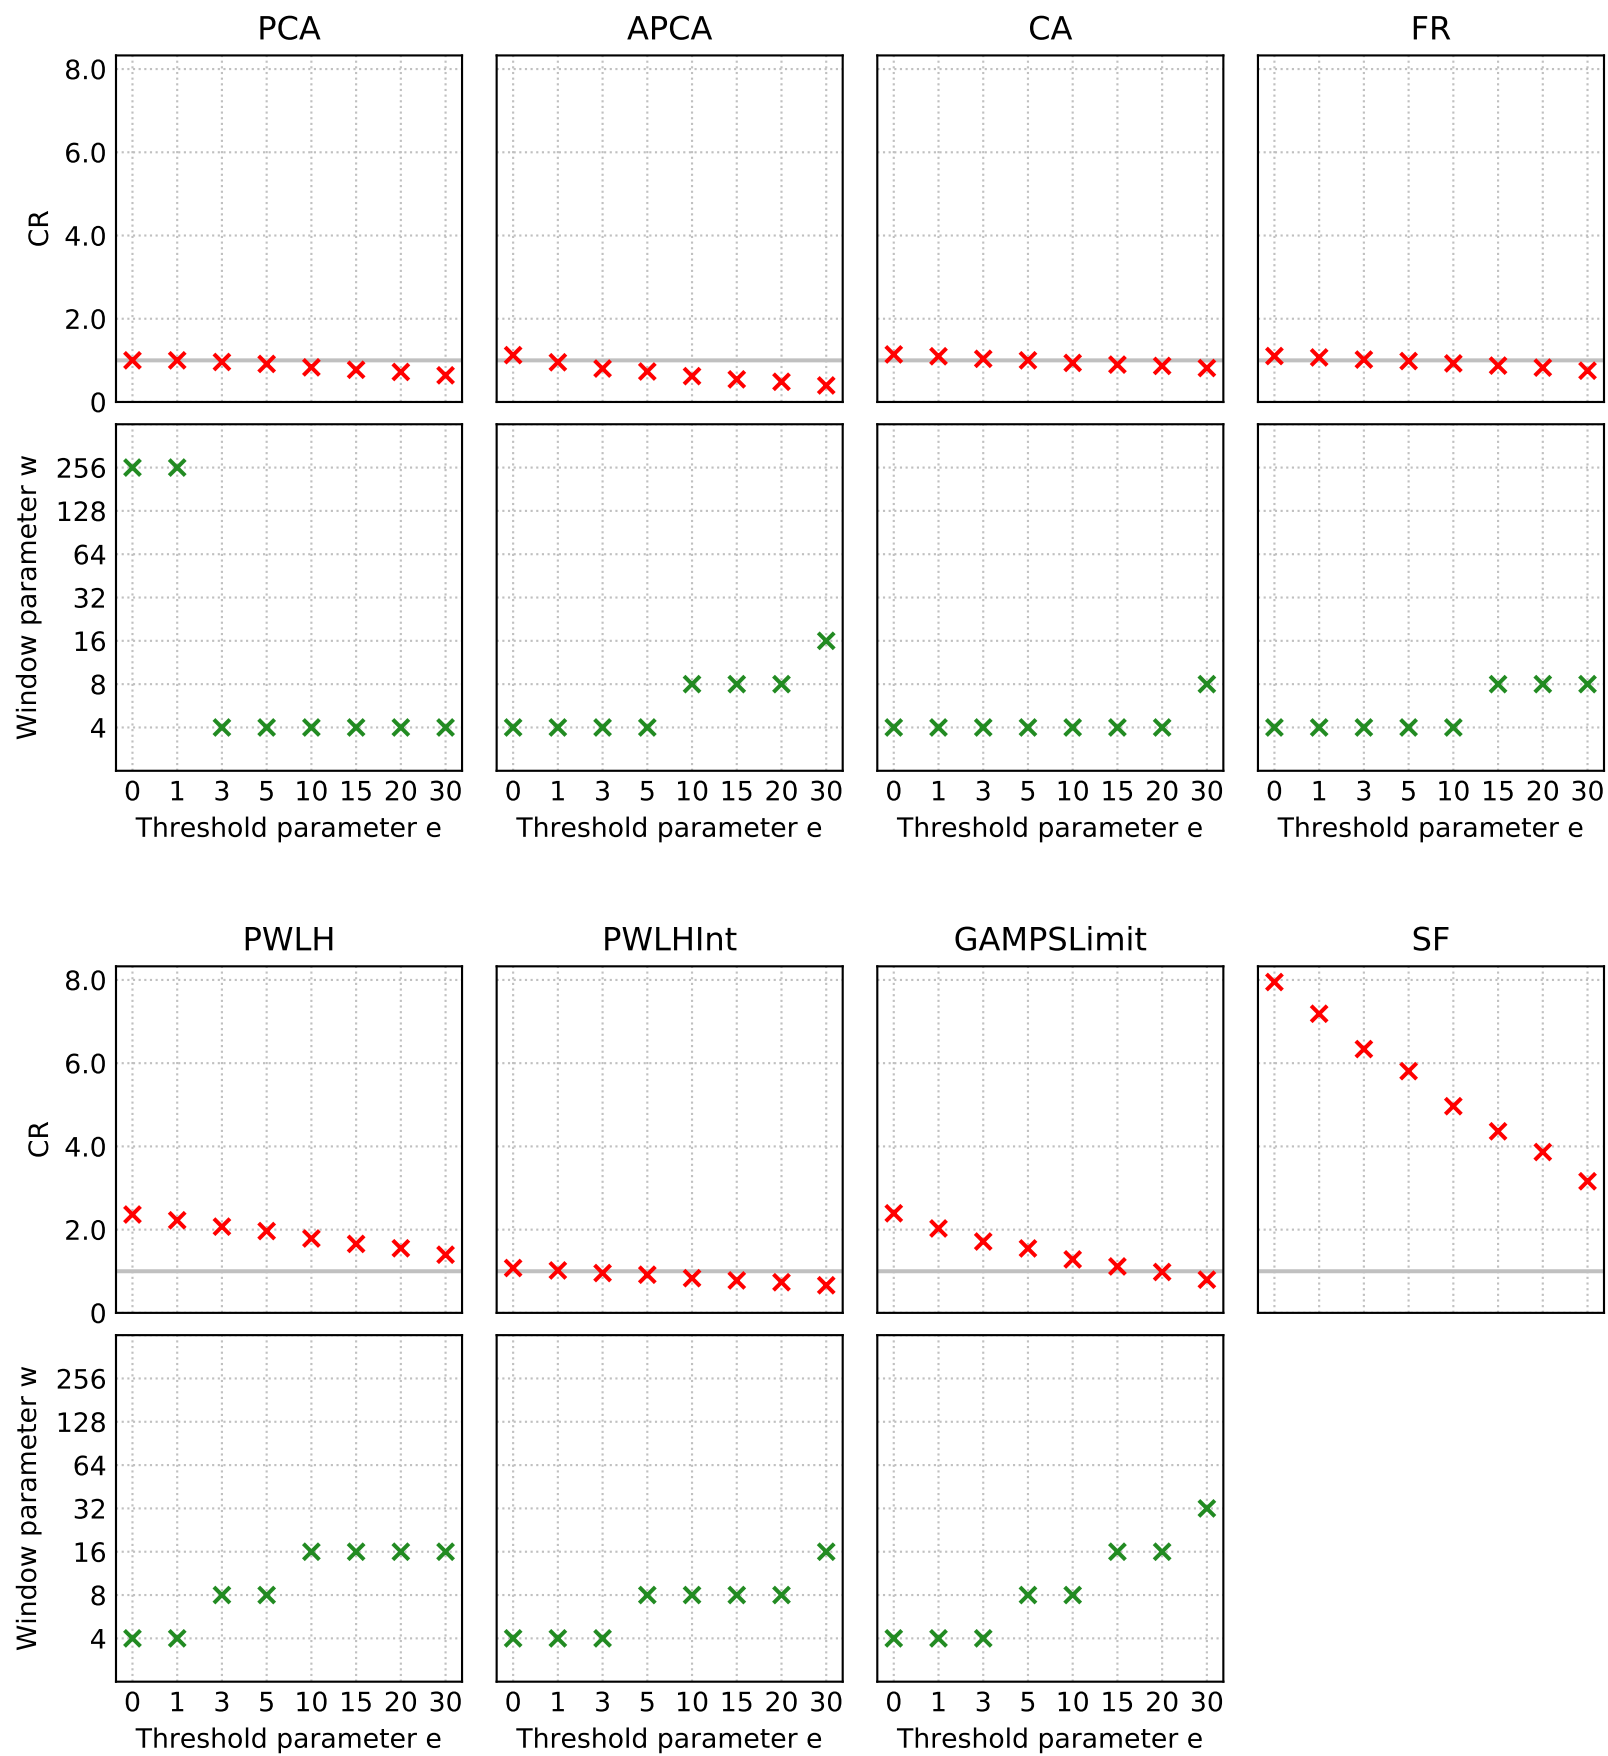 PCA APCA CA FR
CR
8.0
6.0
4.0
2.0
0
Window parameter w
256
128
64
32
16
8
4
0 1 3 5 10 15 20 30 0 1 3 5 10 15 20 30 0 1 3 5 10 15 20 30 0 1 3 5 10 15 20 30
Threshold parameter e Threshold parameter e Threshold parameter e Threshold parameter e
PWLH PWLHInt GAMPSLimit SF
CR
8.0
6.0
4.0
2.0
0
Window parameter w
256
128
64
32
16
8
4
0 1 3 5 10 15 20 30 0 1 3 5 10 15 20 30 0 1 3 5 10 15 20 30
Threshold parameter e Threshold parameter e Threshold parameter e